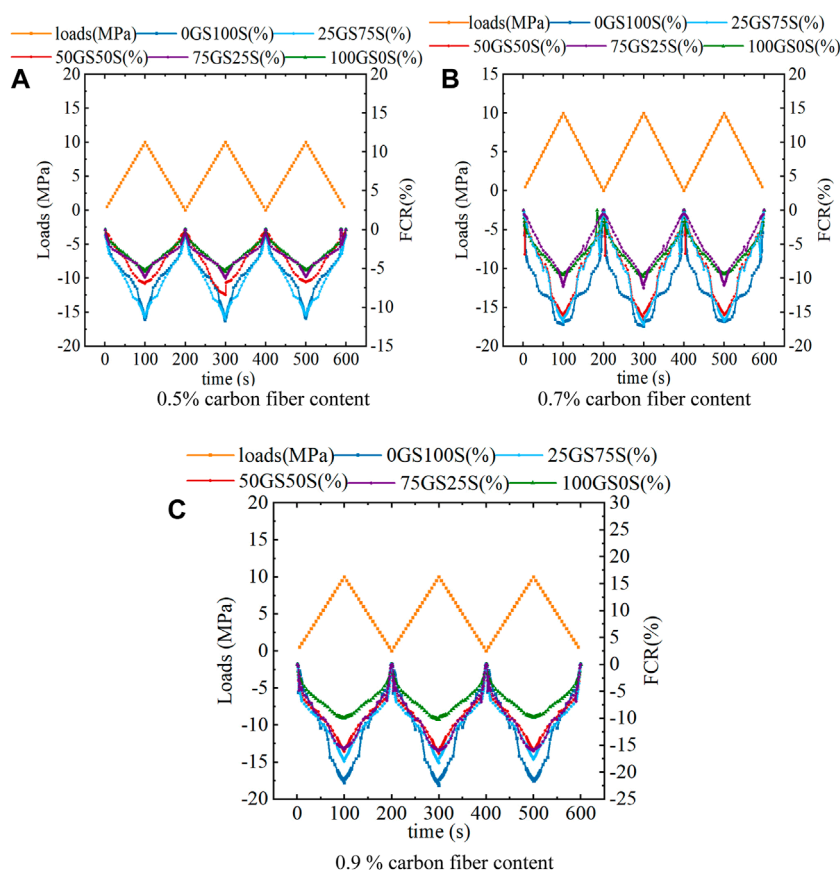 loads(MPa) 0GS100S(%) 25GS75S(%)
50GS50S(%) 75GS25S(%) 100GS0S(%)
A
20 20
15 15
10 10
5 5
0 0
-5 -5
-10 -10
-15 -15
-20
Loads (MPa)
FCR(%)
0 100 200 300 400 500 600
time (s)
0.5% carbon fiber content
loads(MPa) 0GS100S(%) 25GS75S(%)
50GS50S(%) 75GS25S(%) 100GS0S(%)
B
15 20
10 15
5 10
0 5
-5 0
-10 -5
-15 -10
-20 -15
-20
Loads (MPa)
FCR(%)
0 100 200 300 400 500 600
time (s)
0.7% carbon fiber content
loads(MPa) 0GS100S(%) 25GS75S(%)
50GS50S(%) 75GS25S(%) 100GS0S(%)
C
20 30
15 25
10 20
5 15
0 10
-5 5
-10 0
-15 -5
-20 -10
-15
-20
-25
Loads (MPa)
FCR(%)
0 100 200 300 400 500 600
time (s)
0.9 % carbon fiber content